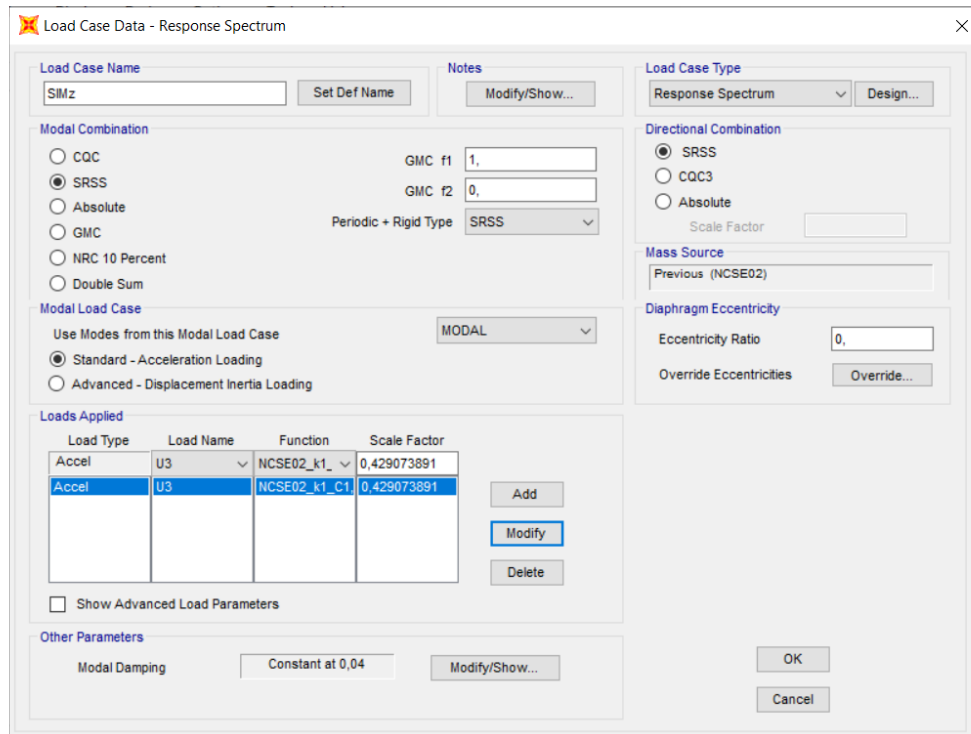 Load Case Data - Response Spectrum
Load Case Name
SIMz
Set Def Name
Notes
Modify/Show...
Load Case Type
Response Spectrum
Design...
Modal Combination
CQC
SRSS
Absolute
GMC
NRC 10 Percent
Double Sum
GMC f1
1,
GMC f2
0,
Periodic + Rigid Type
SRSS
Directional Combination
SRSS
CQC3
Absolute
Scale Factor
Mass Source
Previous (NCSE02)
Modal Load Case
Use Modes from this Modal Load Case
MODAL
Standard - Acceleration Loading
Advanced - Displacement Inertia Loading
Diaphragm Eccentricity
Eccentricity Ratio
0,
Override Eccentricities
Override...
Loads Applied
Load Type Load Name Function Scale Factor
Accel U3 NCSE02_k1_ 0,429073891
Accel U3 NCSE02_k1_C1, 0,429073891
Add
Modify
Delete
Show Advanced Load Parameters
Other Parameters
Modal Damping
Constant at 0,04
Modify/Show...
OK
Cancel